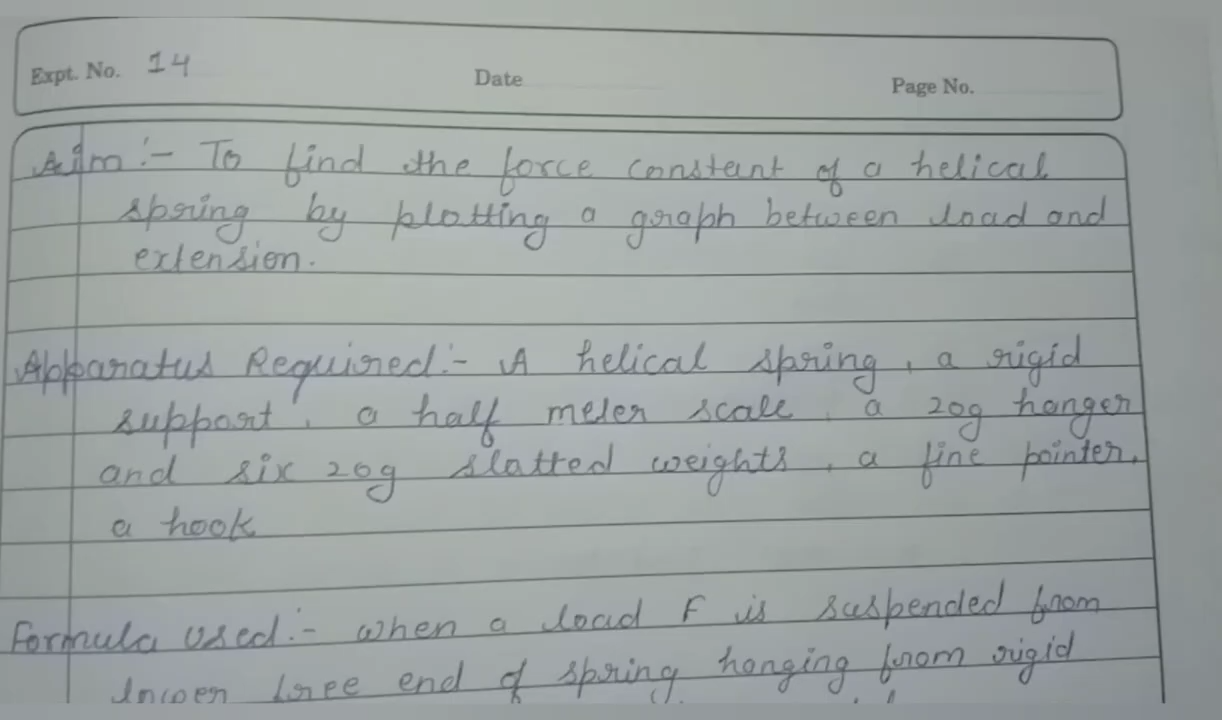 Expt. No. 14 Date Page No.
Aim :- To find the force constant of a helical
spring by plotting a graph between load and
extension.
Apparatus Required :- A helical spring, a rigid
support, a half meter scale, a 20g hanger
and six 20g slotted weights, a fine pointer,
a hook
Formula used :- when a load F is suspended from
lower free end of spring hanging from rigid